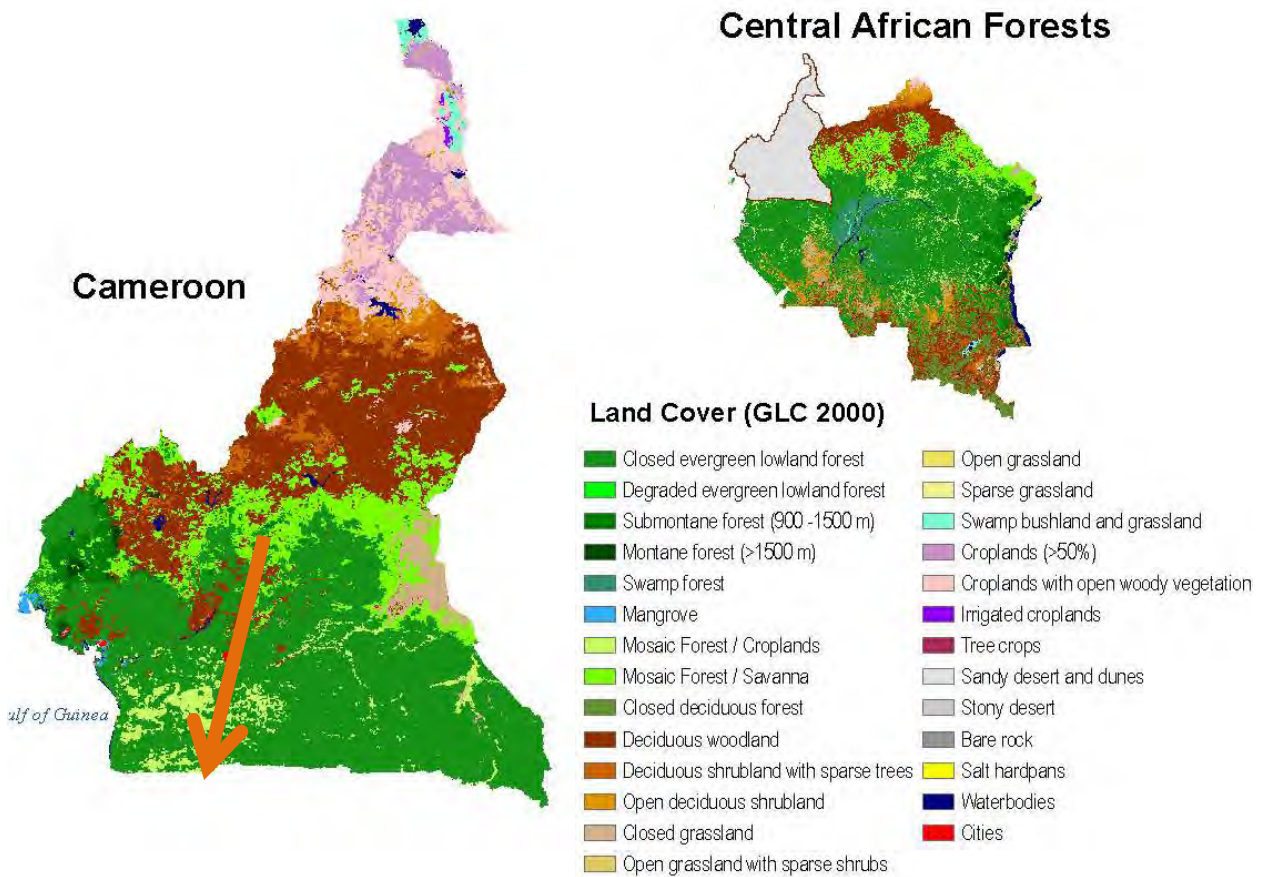 Central African Forests
Cameroon
ulf of Guinea
Land Cover (GLC 2000)
Closed evergreen lowland forest
Degraded evergreen lowland forest
Submontane forest (900 -1500 m)
Montane forest (>1500 m)
Swamp forest
Mangrove
Mosaic Forest / Croplands
Mosaic Forest / Savanna
Closed deciduous forest
Deciduous woodland
Deciduous shrubland with sparse trees
Open deciduous shrubland
Closed grassland
Open grassland with sparse shrubs
Open grassland
Sparse grassland
Swamp bushland and grassland
Croplands (>50%)
Croplands with open woody vegetation
Irrigated croplands
Tree crops
Sandy desert and dunes
Stony desert
Bare rock
Salt hardpans
Waterbodies
Cities